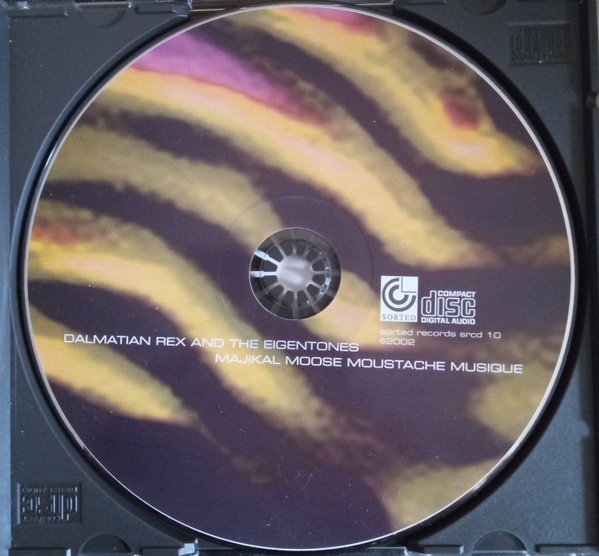 SORTED
COMPACT
disc
DIGITAL AUDIO
sorted records srcd 10
©2002
DALMATIAN REX AND THE EIGENTONES
MAJIKAL MOOSE MOUSTACHE MUSIQUE